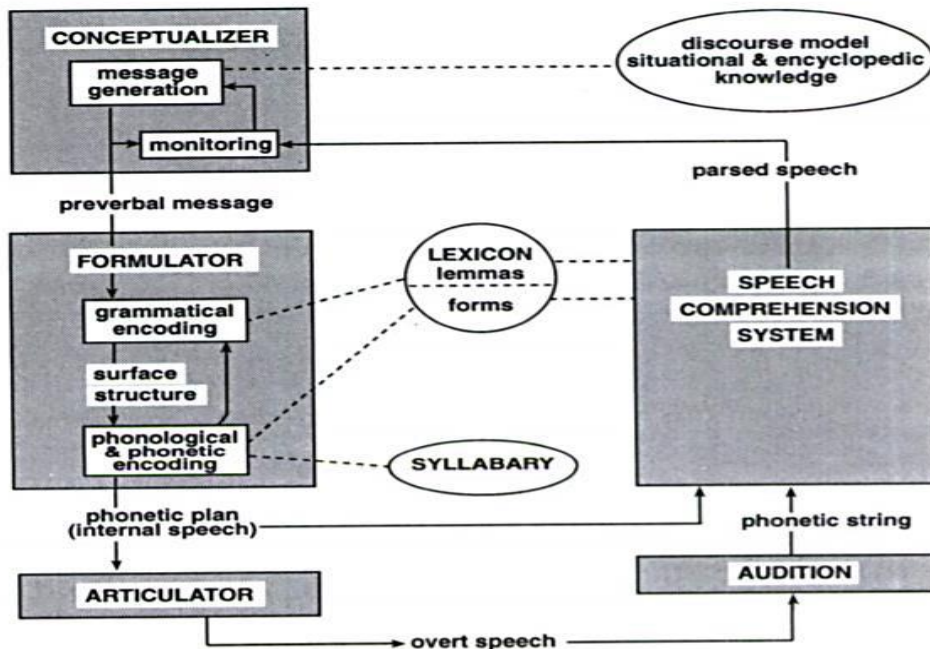 CONCEPTUALIZER
message
generation
monitoring
discourse model
situational & encyclopedic
knowledge
parsed speech
preverbal message
FORMULATOR
grammatical
encoding
surface
structure
phonological
& phonetic
encoding
LEXICON
lemmas
forms
SYLLABARY
SPEECH
COMPREHENSION
SYSTEM
phonetic plan
(internal speech)
phonetic string
ARTICULATOR
AUDITION
overt speech